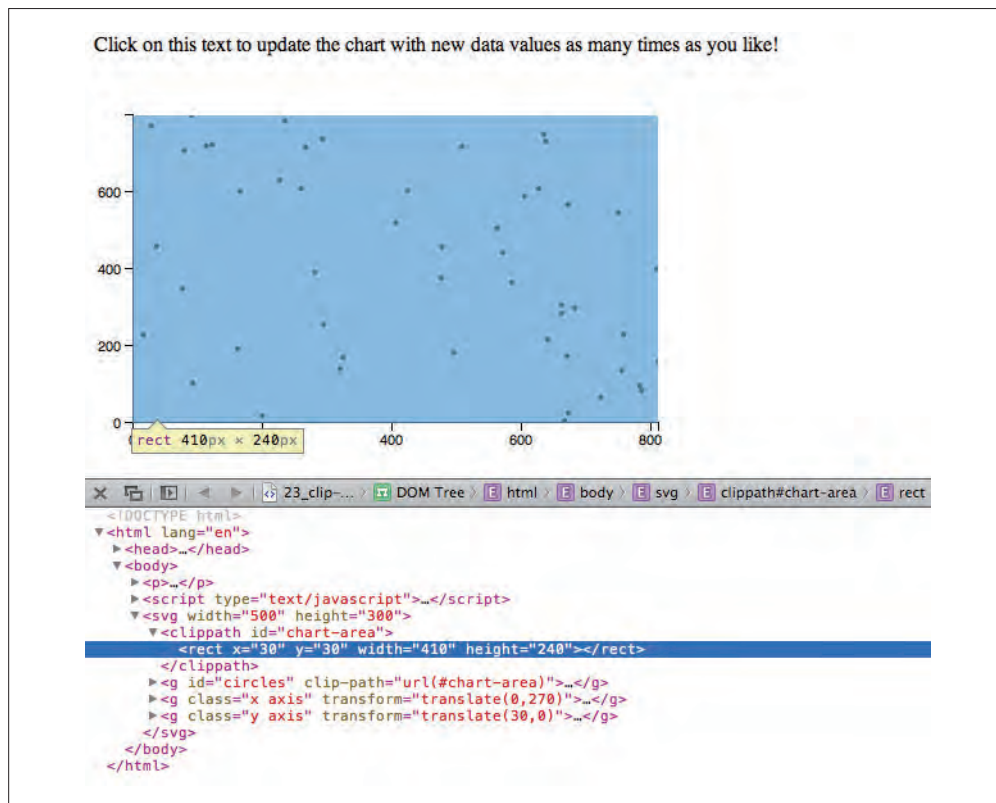 Click on this text to update the chart with new data values as many times as you like!
600
400
200
0
rect 410px × 240px
400
600
800
23_clip-... DOM Tree E html E body E svg E clippath#chart-area E rect
<!DOCTYPE html>
▼<html lang="en">
▶<head>…</head>
▼<body>
▶<p>…</p>
▶<script type="text/javascript">…</script>
▼<svg width="500" height="300">
▼<clippath id="chart-area">
<rect x="30" y="30" width="410" height="240"></rect>
</clippath>
▶<g id="circles" clip-path="url(#chart-area)">…</g>
▶<g class="x axis" transform="translate(0,270)">…</g>
▶<g class="y axis" transform="translate(30,0)">…</g>
</svg>
</body>
</html>